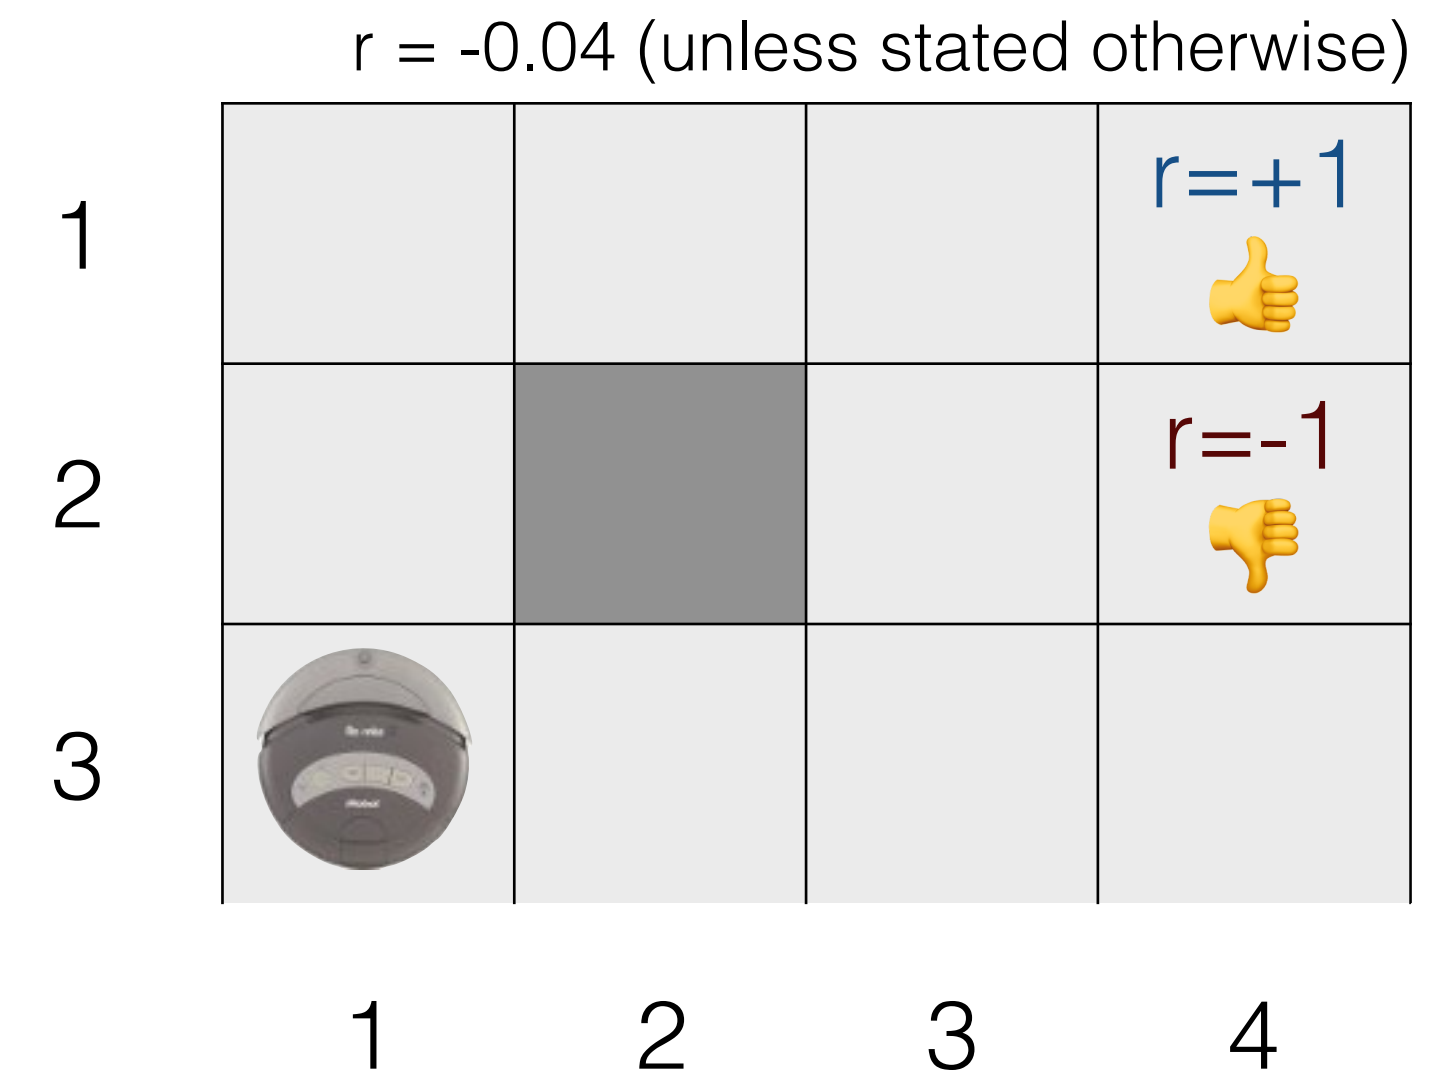 r = -0.04 (unless stated otherwise)
r=+1
1
r=-1
2
3
1 2 3 4